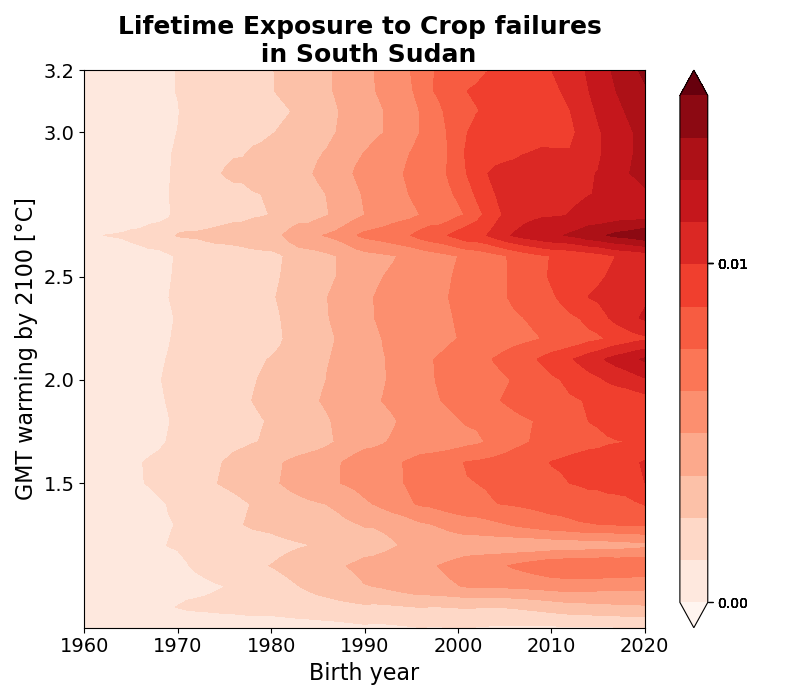 Lifetime Exposure to Crop failures
in South Sudan
3.2
3.0
2.5
2.0
1.5
GMT warming by 2100 [°C]
1960 1970 1980 1990 2000 2010 2020
Birth year
0.01
0.00